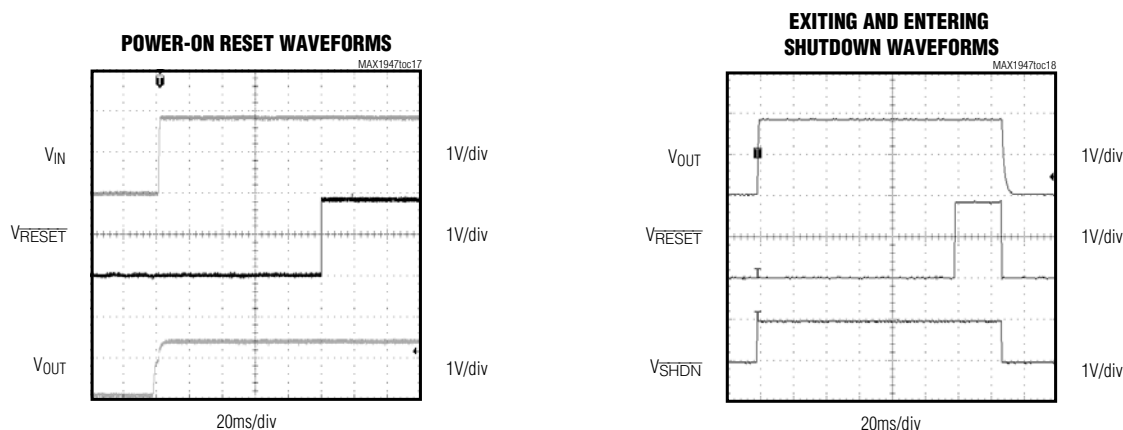 POWER-ON RESET WAVEFORMS
MAX1947toc17
VIN
1V/div
VRESET
1V/div
VOUT
1V/div
20ms/div
EXITING AND ENTERING
SHUTDOWN WAVEFORMS
MAX1947toc18
VOUT
1V/div
VRESET
1V/div
VSHDN
1V/div
20ms/div